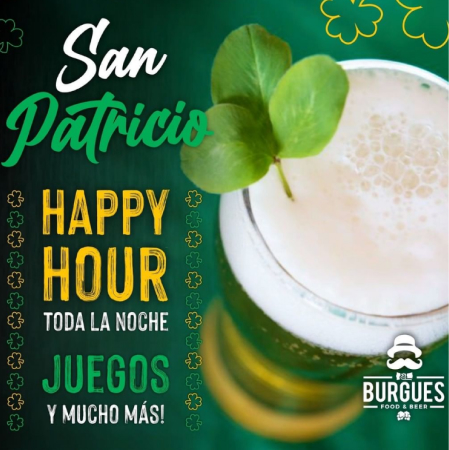 San
Patricio
HAPPY
HOUR
TODA LA NOCHE
JUEGOS
Y MUCHO MÁS!
BURGUES
FOOD & BEER